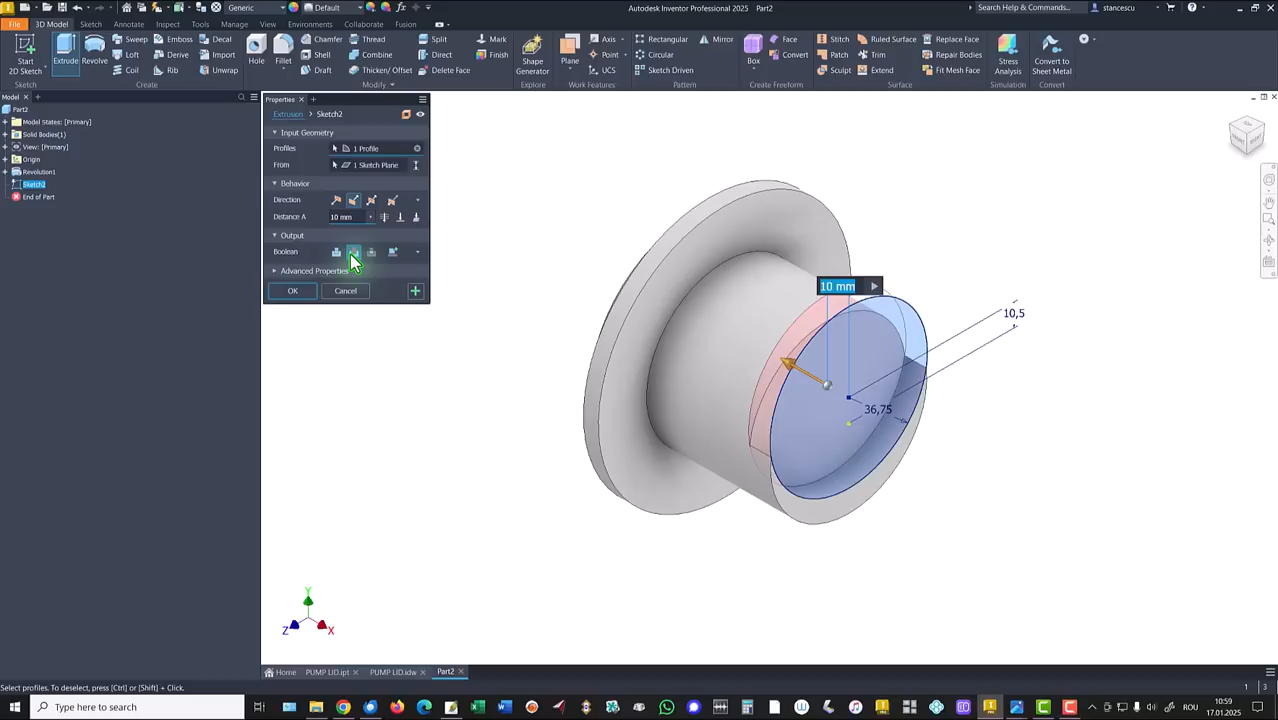 Generic Default Autodesk Inventor Professional 2025 Part2 Search Help & Commands... stancescu
File 3D Model Sketch Annotate Inspect Tools Manage View Environments Collaborate Fusion
Start 2D Sketch Extrude Revolve Sweep Emboss Decal Hole Fillet Chamfer Thread Split Mark Shape Generator Plane Axis Rectangular Mirror Box Face Stitch Ruled Surface Replace Face Stress Analysis Convert to Sheet Metal
Loft Derive Import Shell Combine Direct Finish Point Circular Convert Patch Trim Repair Bodies
Coil Rib Unwrap Draft Thicken/ Offset Delete Face UCS Sketch Driven Sculpt Extend Fit Mesh Face
Sketch Create Modify Explore Work Features Pattern Create Freeform Surface Simulation Convert
Model
Part2
Model States: [Primary]
Solid Bodies(1)
View: [Primary]
Origin
Revolution1
Sketch2
End of Part
Properties
Extrusion > Sketch2
Input Geometry
Profiles 1 Profile
From 1 Sketch Plane
Behavior
Direction
Distance A 10 mm
Output
Boolean
Advanced Properties
OK Cancel
10 mm
10,5
36,75
Y
Z X
Home PUMP LID.ipt PUMP LID.idw Part2
Select profiles. To deselect, press [Ctrl] or [Shift] + Click. 1 3
Type here to search ROU 10:59
17.01.2025